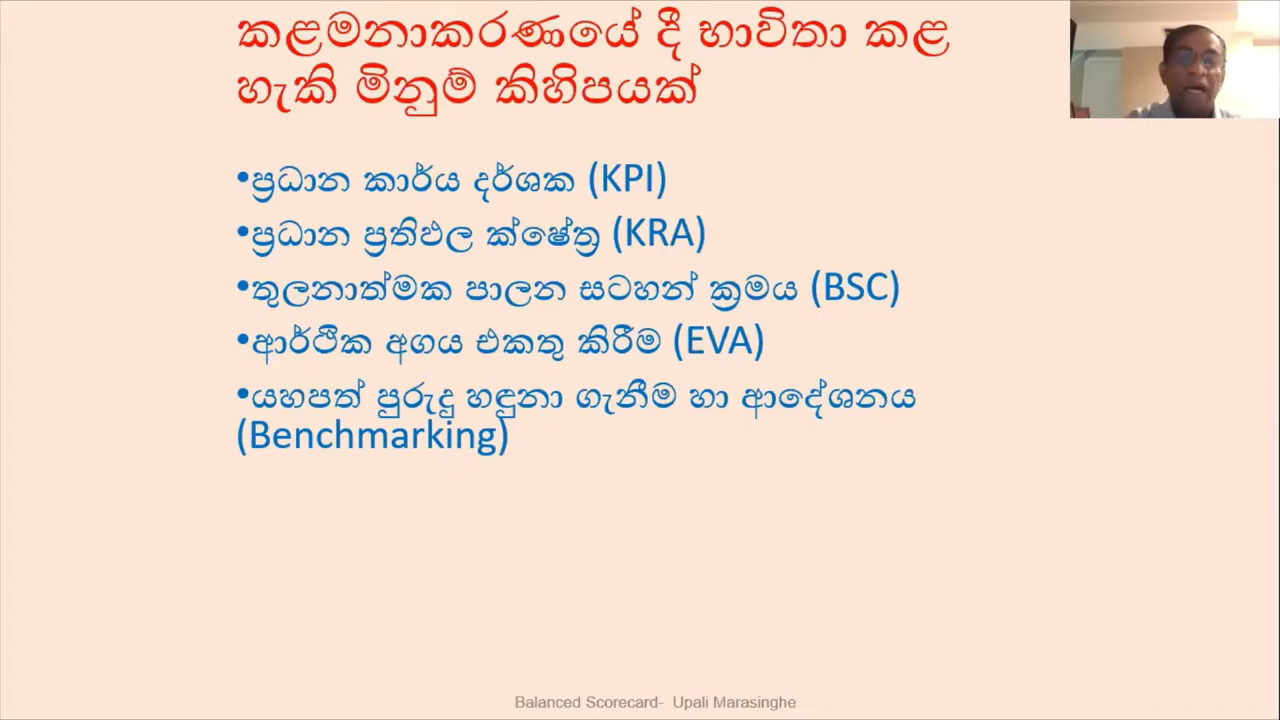 කළමනාකරණයේ දී භාවිතා කළ
හැකි මිනුම් කිහිපයක්
•ප්‍රධාන කාර්ය දර්ශක (KPI)
•ප්‍රධාන ප්‍රතිඵල ක්ෂේත්‍ර (KRA)
•තුලනාත්මක පාලන සටහන් ක්‍රමය (BSC)
•ආර්ථික අගය එකතු කිරීම (EVA)
•යහපත් පුරුදු හඳුනා ගැනීම හා ආදේශනය
(Benchmarking)
Balanced Scorecard- Upali Marasinghe